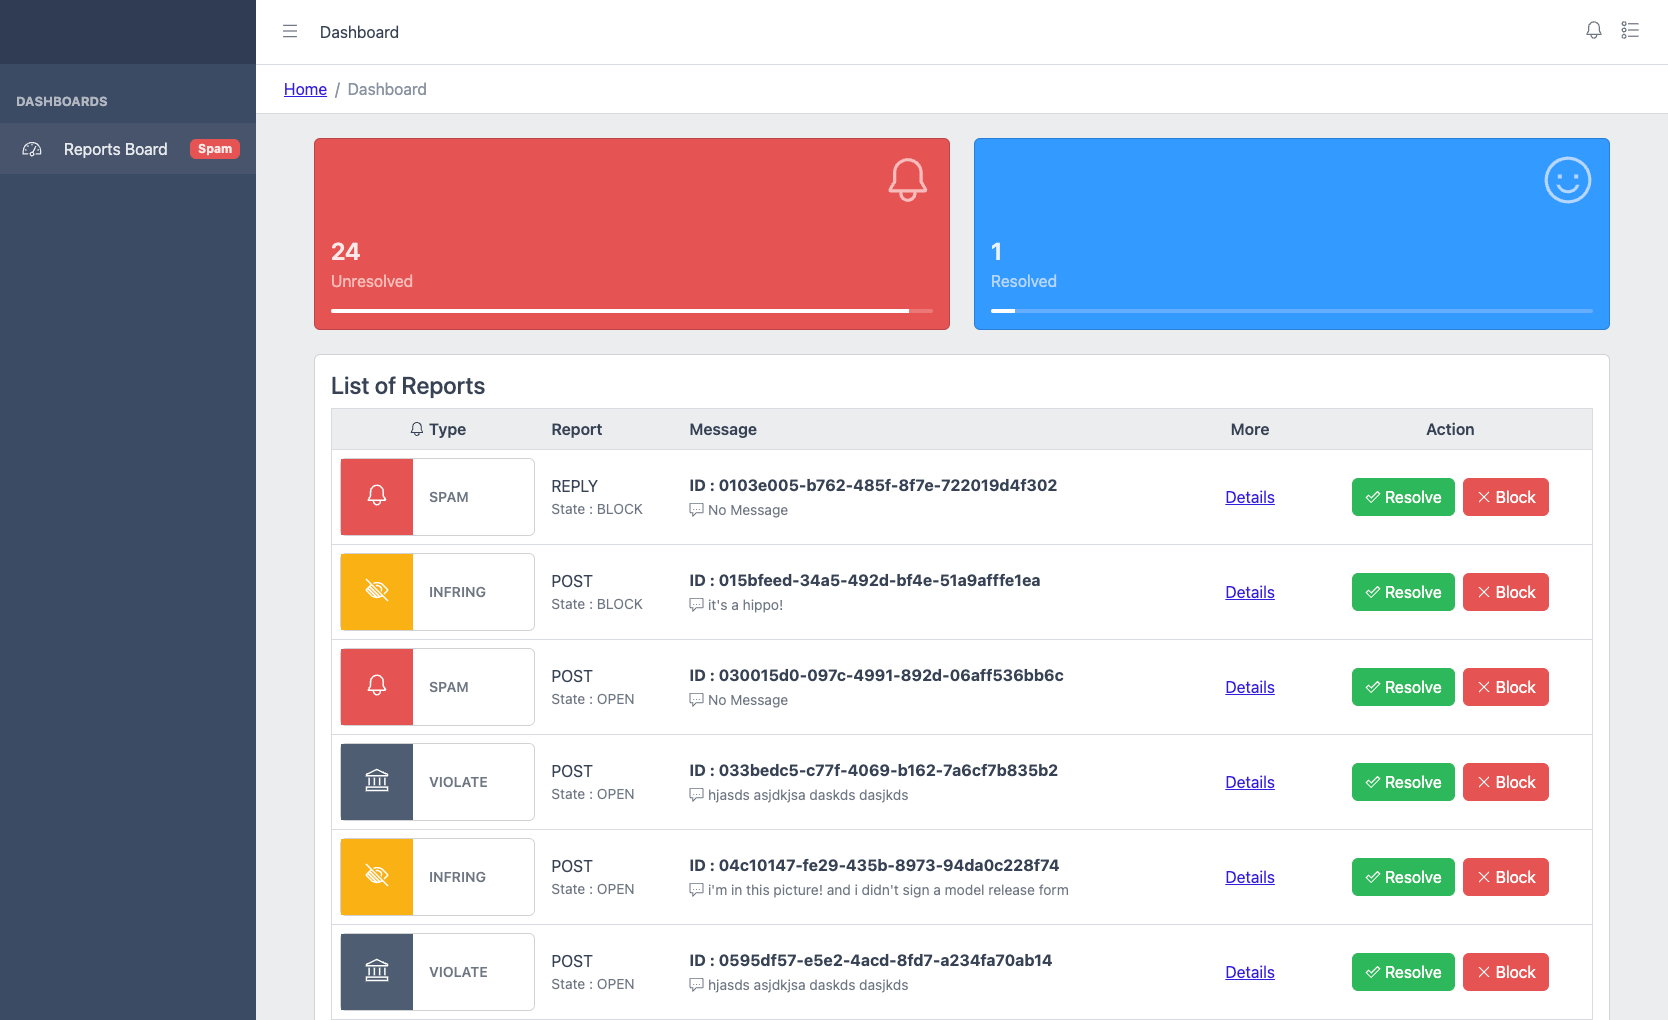 Dashboard
Home / Dashboard
DASHBOARDS
Reports Board Spam
24
Unresolved
1
Resolved
List of Reports
Type Report Message More Action
SPAM
REPLY
State : BLOCK
ID : 0103e005-b762-485f-8f7e-722019d4f302
No Message
Details
Resolve Block
INFRING
POST
State : BLOCK
ID : 015bfeed-34a5-492d-bf4e-51a9afffe1ea
it's a hippo!
Details
Resolve Block
SPAM
POST
State : OPEN
ID : 030015d0-097c-4991-892d-06aff536bb6c
No Message
Details
Resolve Block
VIOLATE
POST
State : OPEN
ID : 033bedc5-c77f-4069-b162-7a6cf7b835b2
hjasds asjdkjsa daskds dasjkds
Details
Resolve Block
INFRING
POST
State : OPEN
ID : 04c10147-fe29-435b-8973-94da0c228f74
i'm in this picture! and i didn't sign a model release form
Details
Resolve Block
VIOLATE
POST
State : OPEN
ID : 0595df57-e5e2-4acd-8fd7-a234fa70ab14
hjasds asjdkjsa daskds dasjkds
Details
Resolve Block